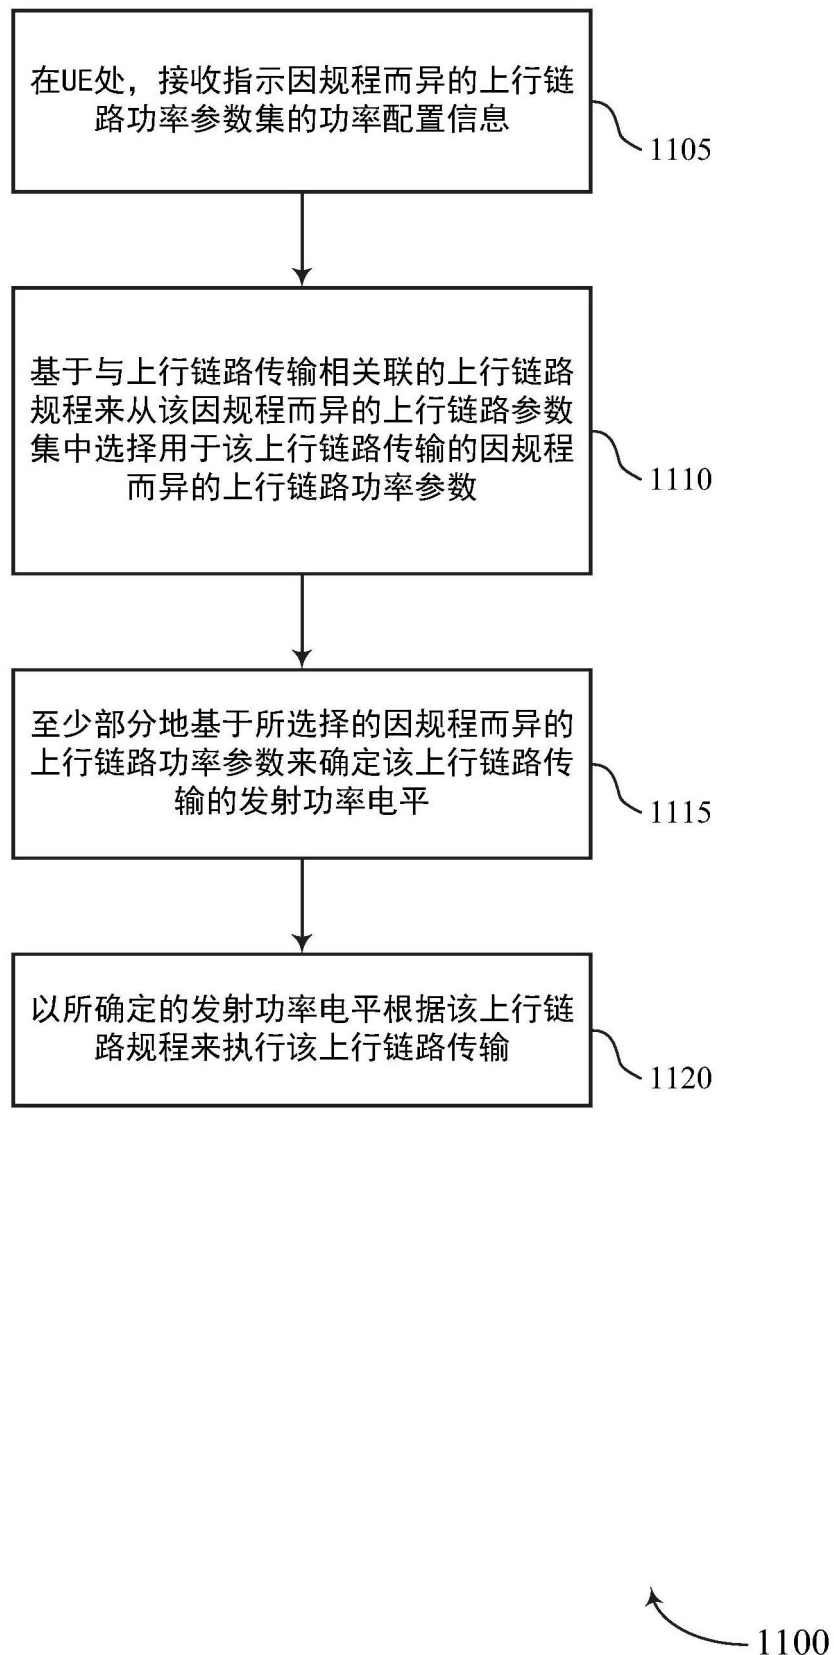 在UE处，接收指示因规程而异的上行链
路功率参数集的功率配置信息
1105
基于与上行链路传输相关联的上行链路
规程来从该因规程而异的上行链路参数
集中选择用于该上行链路传输的因规程
而异的上行链路功率参数
1110
至少部分地基于所选择的因规程而异的
上行链路功率参数来确定该上行链路传
输的发射功率电平
1115
以所确定的发射功率电平根据该上行链
路规程来执行该上行链路传输
1120
1100